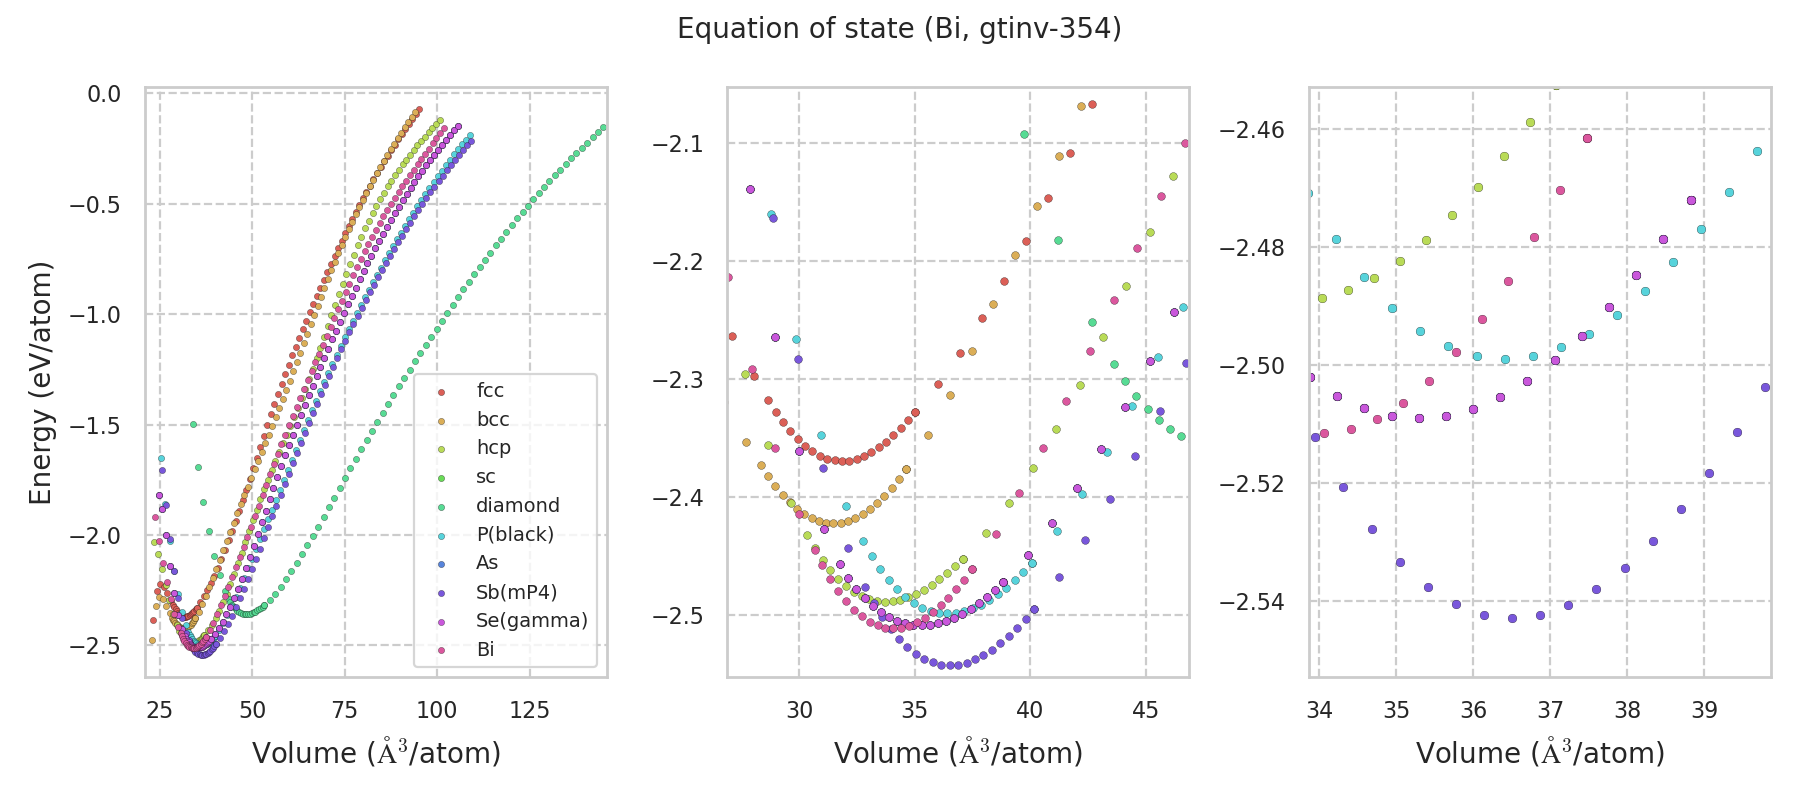 Equation of state (Bi, gtinv-354)
Energy (eV/atom)
0.0
−0.5
−1.0
−1.5
−2.0
−2.5
25 50 75 100 125
Volume (Å³/atom)
fcc
bcc
hcp
sc
diamond
P(black)
As
Sb(mP4)
Se(gamma)
Bi
−2.1
−2.2
−2.3
−2.4
−2.5
30 35 40 45
Volume (Å³/atom)
−2.46
−2.48
−2.50
−2.52
−2.54
34 35 36 37 38 39
Volume (Å³/atom)